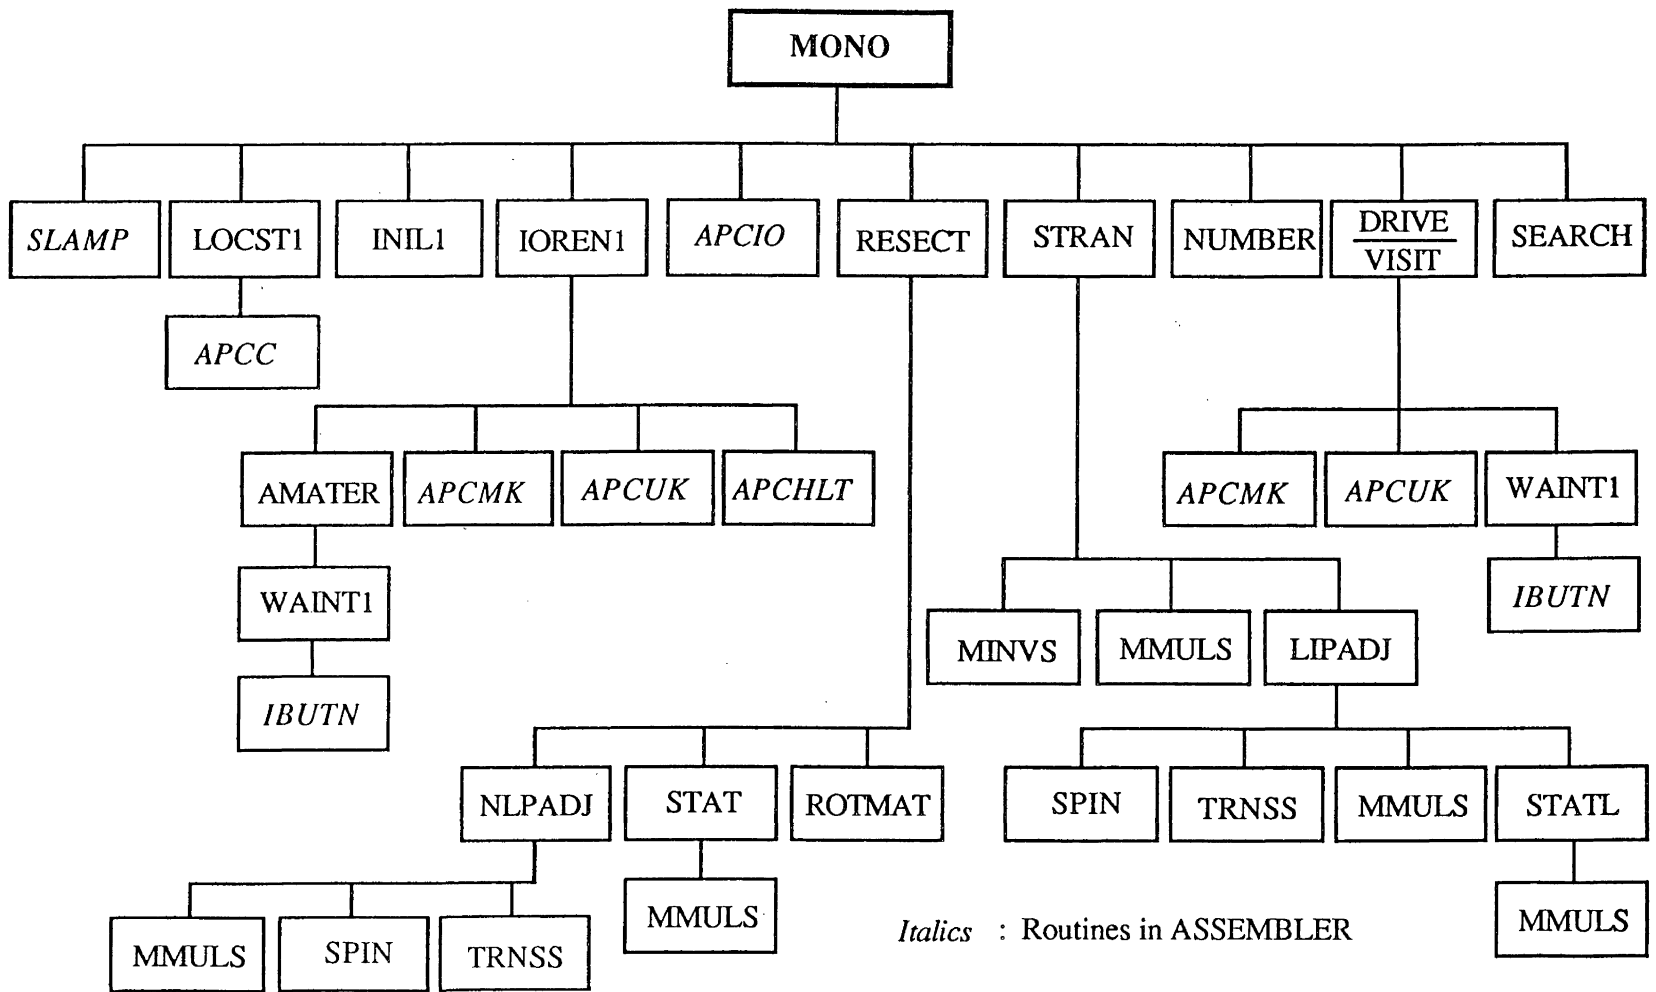 MONO
SLAMP
LOCST1
INIL1
IOREN1
APCIO
RESECT
STRAN
NUMBER
DRIVE
VISIT
SEARCH
APCC
AMATER
APCMK
APCUK
APCHLT
APCMK
APCUK
WAINT1
WAINT1
IBUTN
IBUTN
MINVS
MMULS
LIPADJ
NLPADJ
STAT
ROTMAT
SPIN
TRNSS
MMULS
STATL
MMULS
SPIN
TRNSS
MMULS
MMULS
Italics : Routines in ASSEMBLER